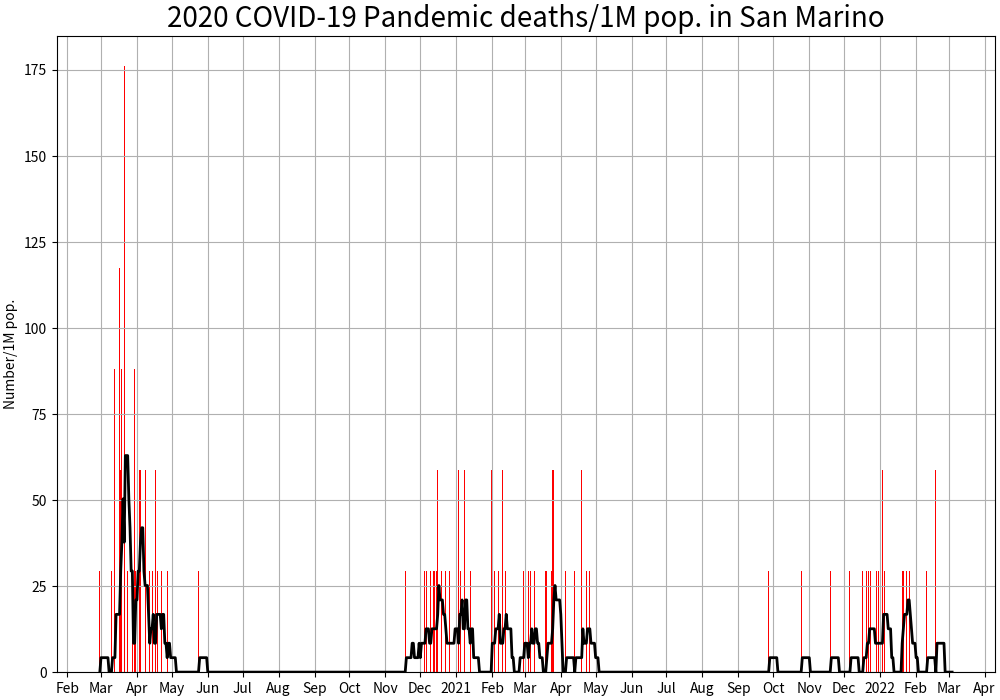 2020 COVID-19 Pandemic deaths/1M pop. in San Marino
175
150
125
100
75
50
25
0
Number/1M pop.
Feb Mar Apr May Jun Jul Aug Sep Oct Nov Dec 2021 Feb Mar Apr May Jun Jul Aug Sep Oct Nov Dec 2022 Feb Mar Apr